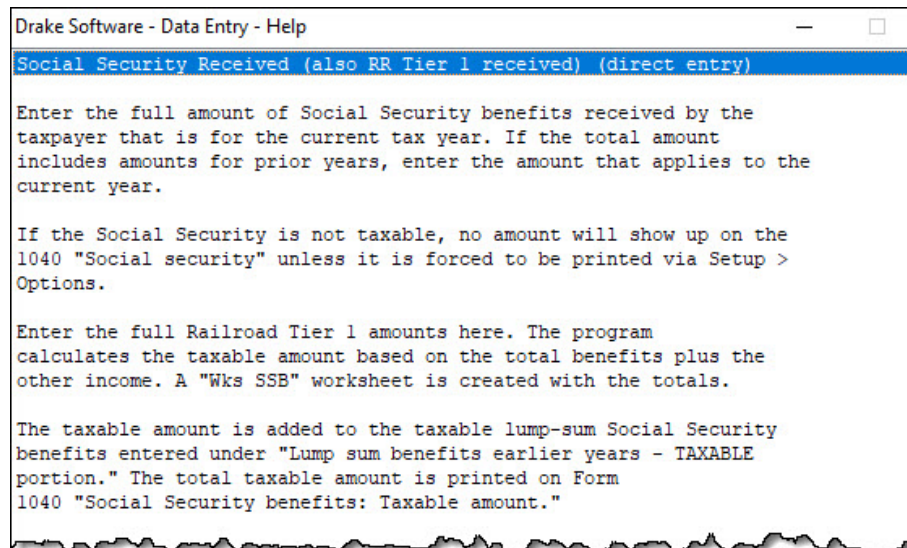 Drake Software - Data Entry - Help
Social Security Received (also RR Tier 1 received) (direct entry)
Enter the full amount of Social Security benefits received by the
taxpayer that is for the current tax year. If the total amount
includes amounts for prior years, enter the amount that applies to the
current year.
If the Social Security is not taxable, no amount will show up on the
1040 "Social security" unless it is forced to be printed via Setup >
Options.
Enter the full Railroad Tier 1 amounts here. The program
calculates the taxable amount based on the total benefits plus the
other income. A "Wks SSB" worksheet is created with the totals.
The taxable amount is added to the taxable lump-sum Social Security
benefits entered under "Lump sum benefits earlier years - TAXABLE
portion." The total taxable amount is printed on Form
1040 "Social Security benefits: Taxable amount."